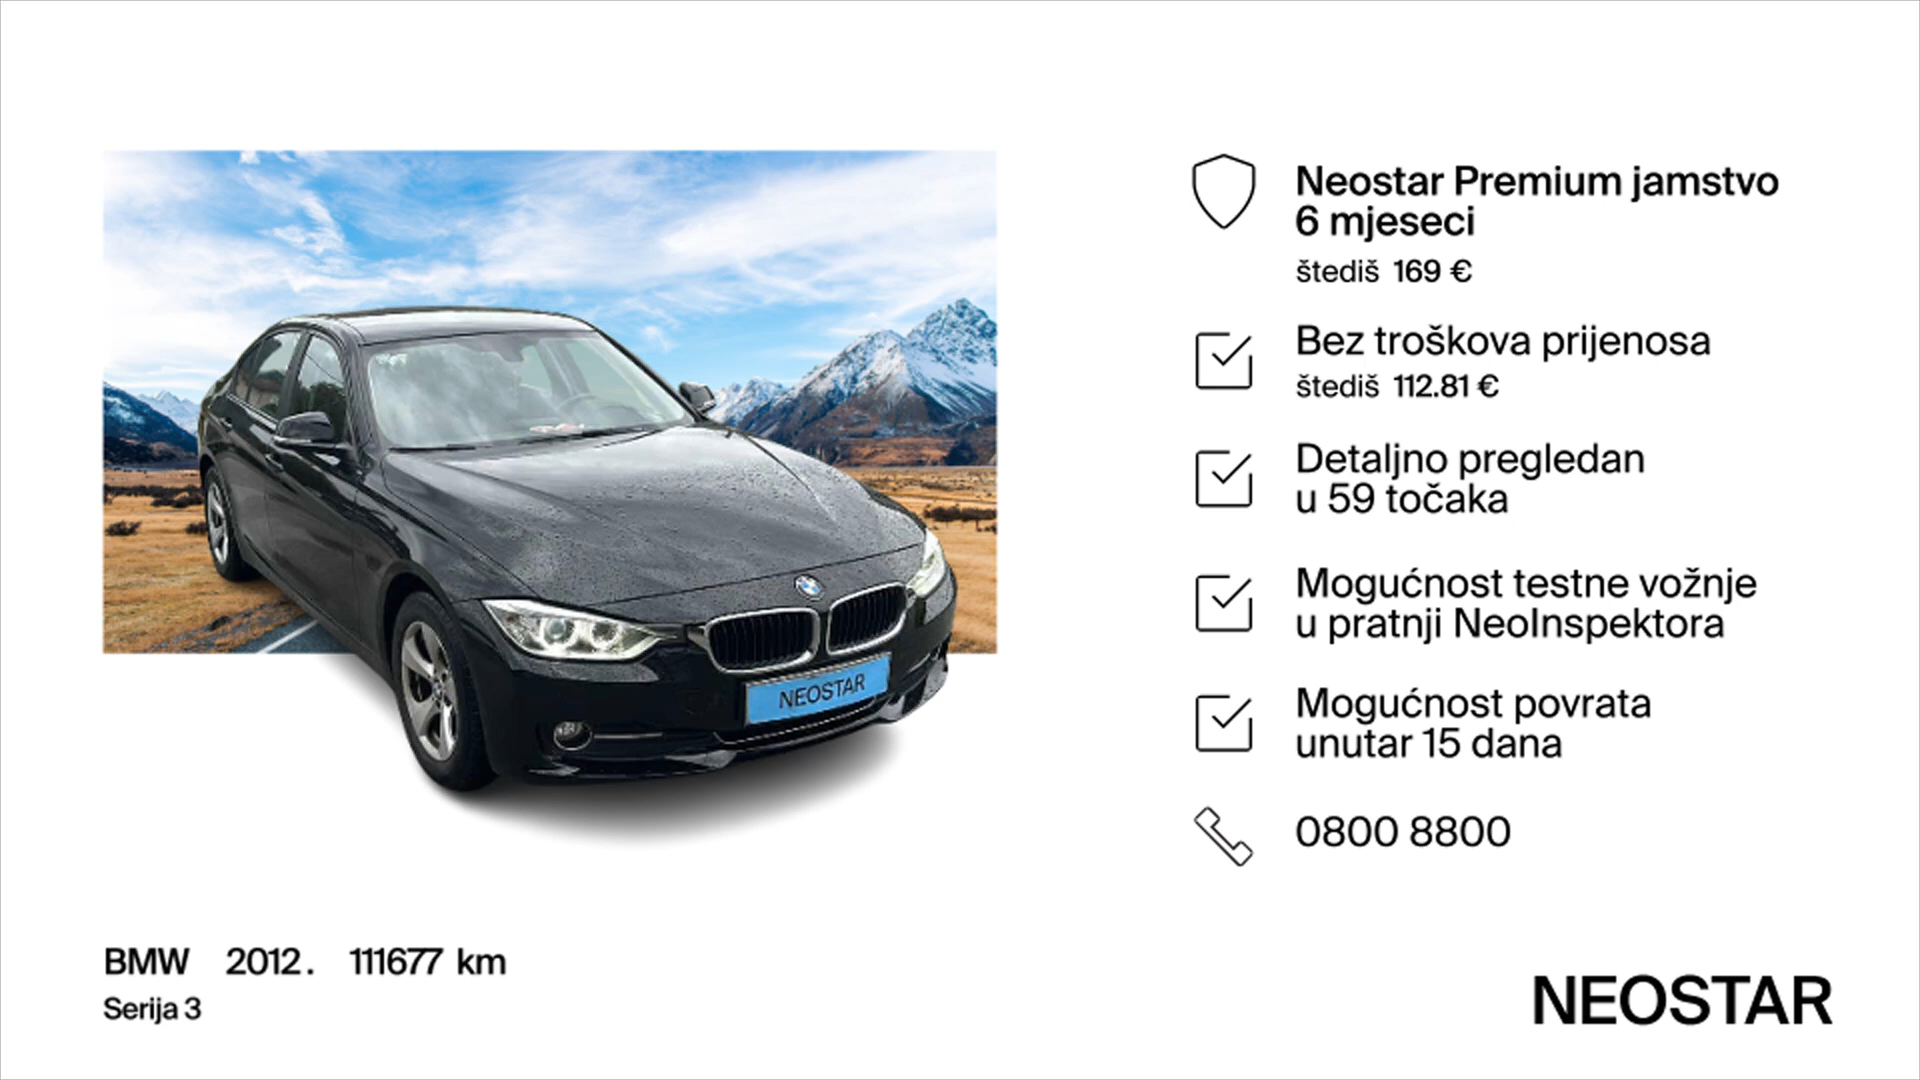 Neostar Premium jamstvo
6 mjeseci
štediš 169 €
Bez troškova prijenosa
štediš 112.81 €
Detaljno pregledan
u 59 točaka
Mogućnost testne vožnje
u pratnji NeoInspektora
Mogućnost povrata
unutar 15 dana
0800 8800
NEOSTAR
BMW 2012. 111677 km
Serija 3
NEOSTAR